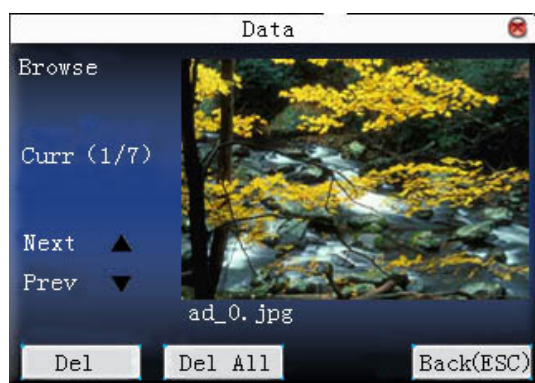 Data
Browse
Curr (1/7)
Next
Prev
ad_0.jpg
Del Del All Back(ESC)